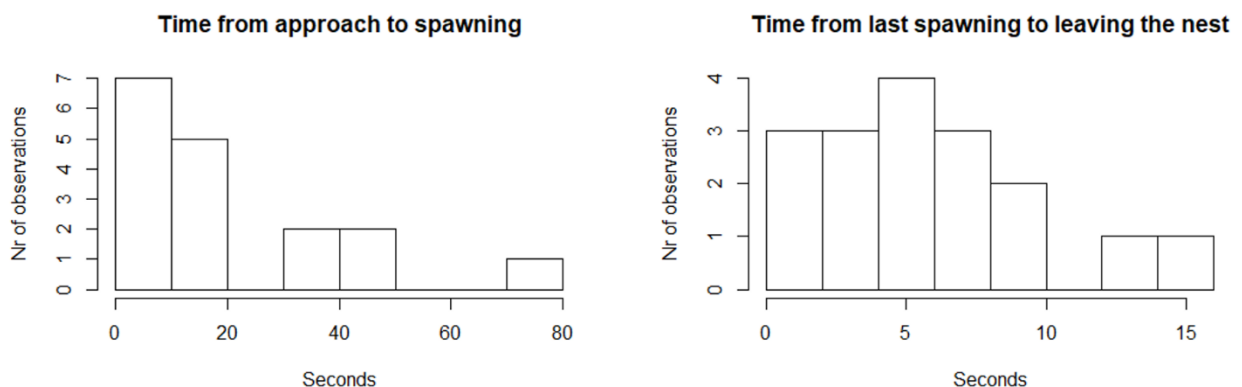 Time from approach to spawning
Nr of observations
0 1 2 3 4 5 6 7
0 20 40 60 80
Seconds
Time from last spawning to leaving the nest
Nr of observations
0 1 2 3 4
0 5 10 15
Seconds